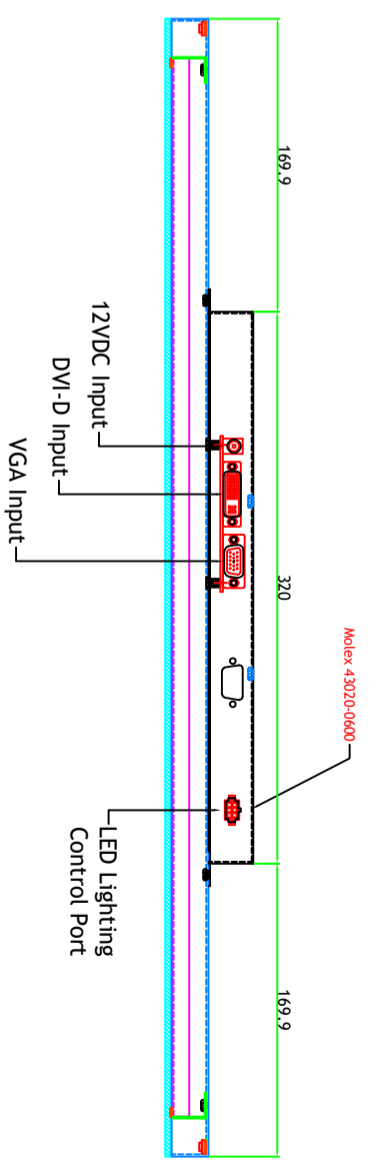 169.9
320
169.9
Molex 43020-0600
12VDC Input
DVI-D Input
VGA Input
LED Lighting
Control Port